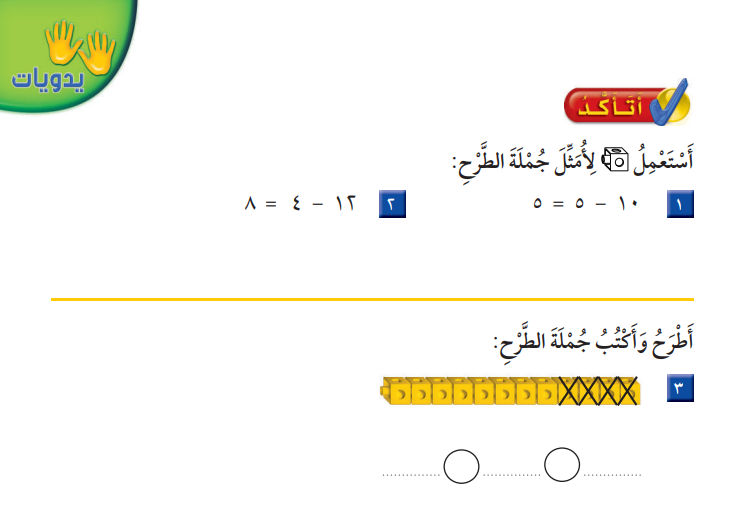 يدويات
أتأكد
أَسْتَعْمِلُ لِأُمَثِّلَ جُمْلَةَ الطَّرْحِ:
١ ١٠ − ٥ = ٥
٢ ١٢ − ٤ = ٨
أَطْرَحُ وَأَكْتُبُ جُمْلَةَ الطَّرْحِ:
٣